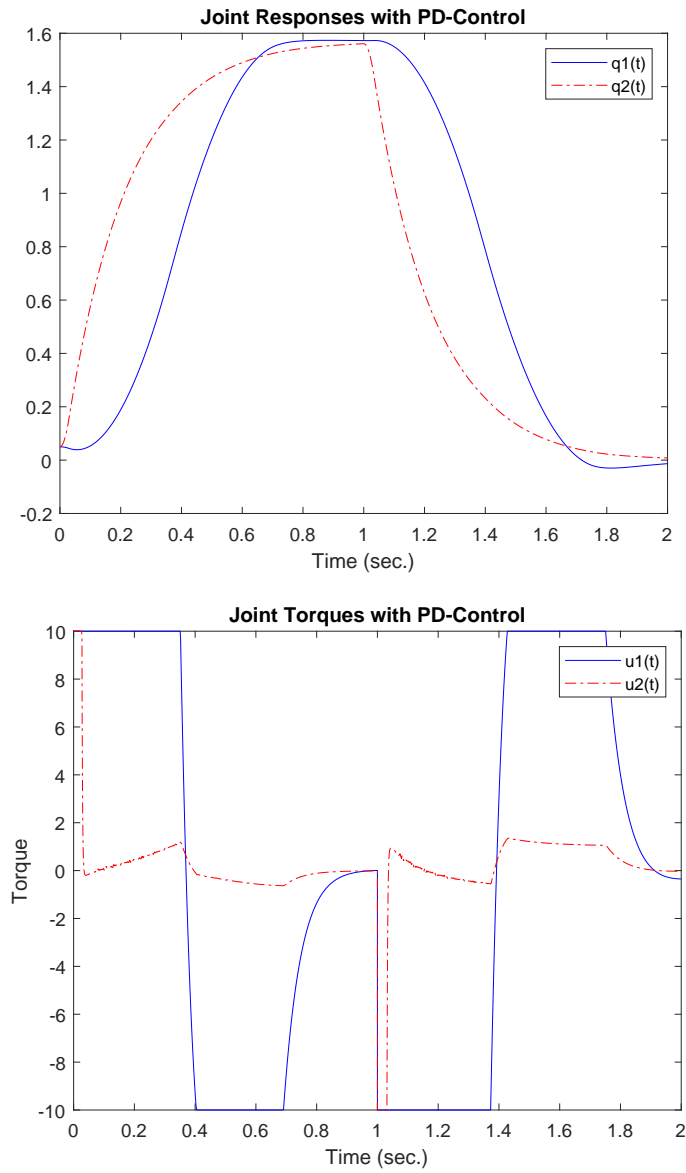 Joint Responses with PD-Control
1.6
1.4
1.2
1
0.8
0.6
0.4
0.2
0
-0.2
q1(t)
q2(t)
0 0.2 0.4 0.6 0.8 1 1.2 1.4 1.6 1.8 2
Time (sec.)
Joint Torques with PD-Control
10
8
6
4
2
0
-2
-4
-6
-8
-10
Torque
u1(t)
u2(t)
0 0.2 0.4 0.6 0.8 1 1.2 1.4 1.6 1.8 2
Time (sec.)